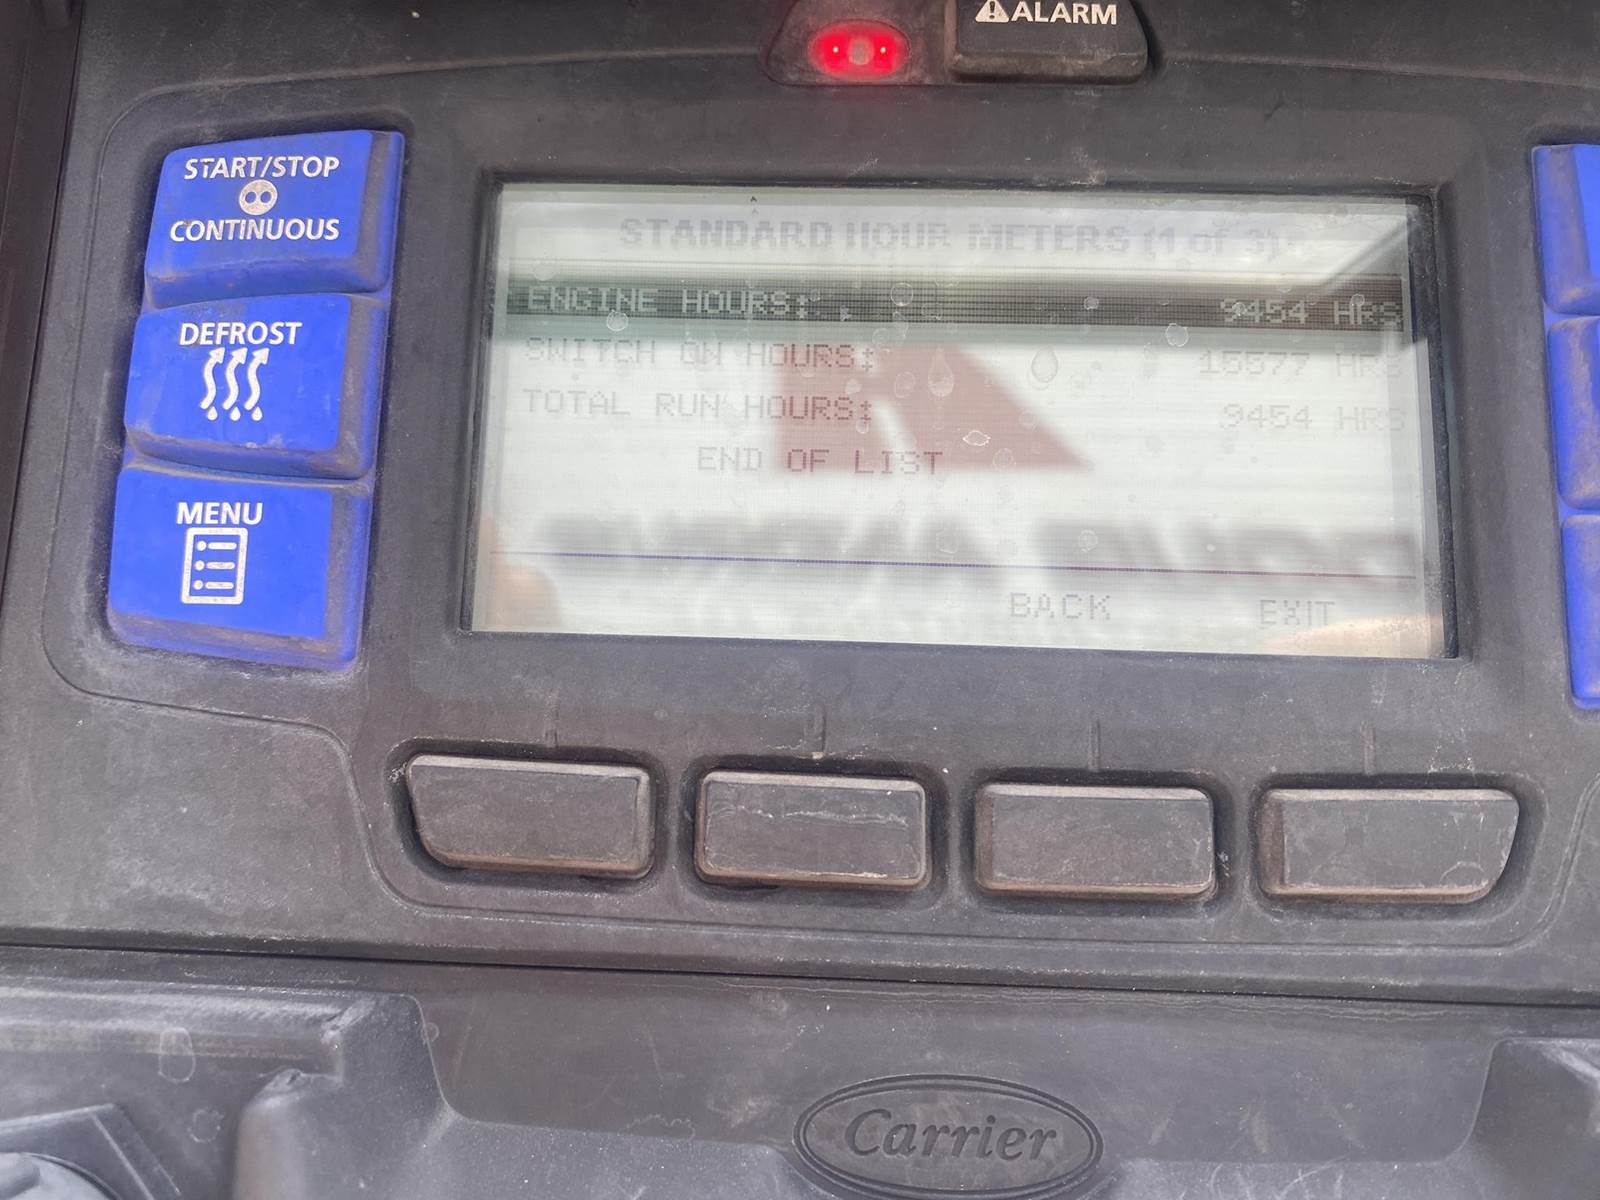 ALARM
START/STOP
CONTINUOUS
DEFROST
MENU
STANDARD HOUR METERS (1 of 3)
ENGINE HOURS: 9454 HRS
SWITCH ON HOURS: 15577 HRS
TOTAL RUN HOURS: 9454 HRS
END OF LIST
BACK EXIT
Carrier